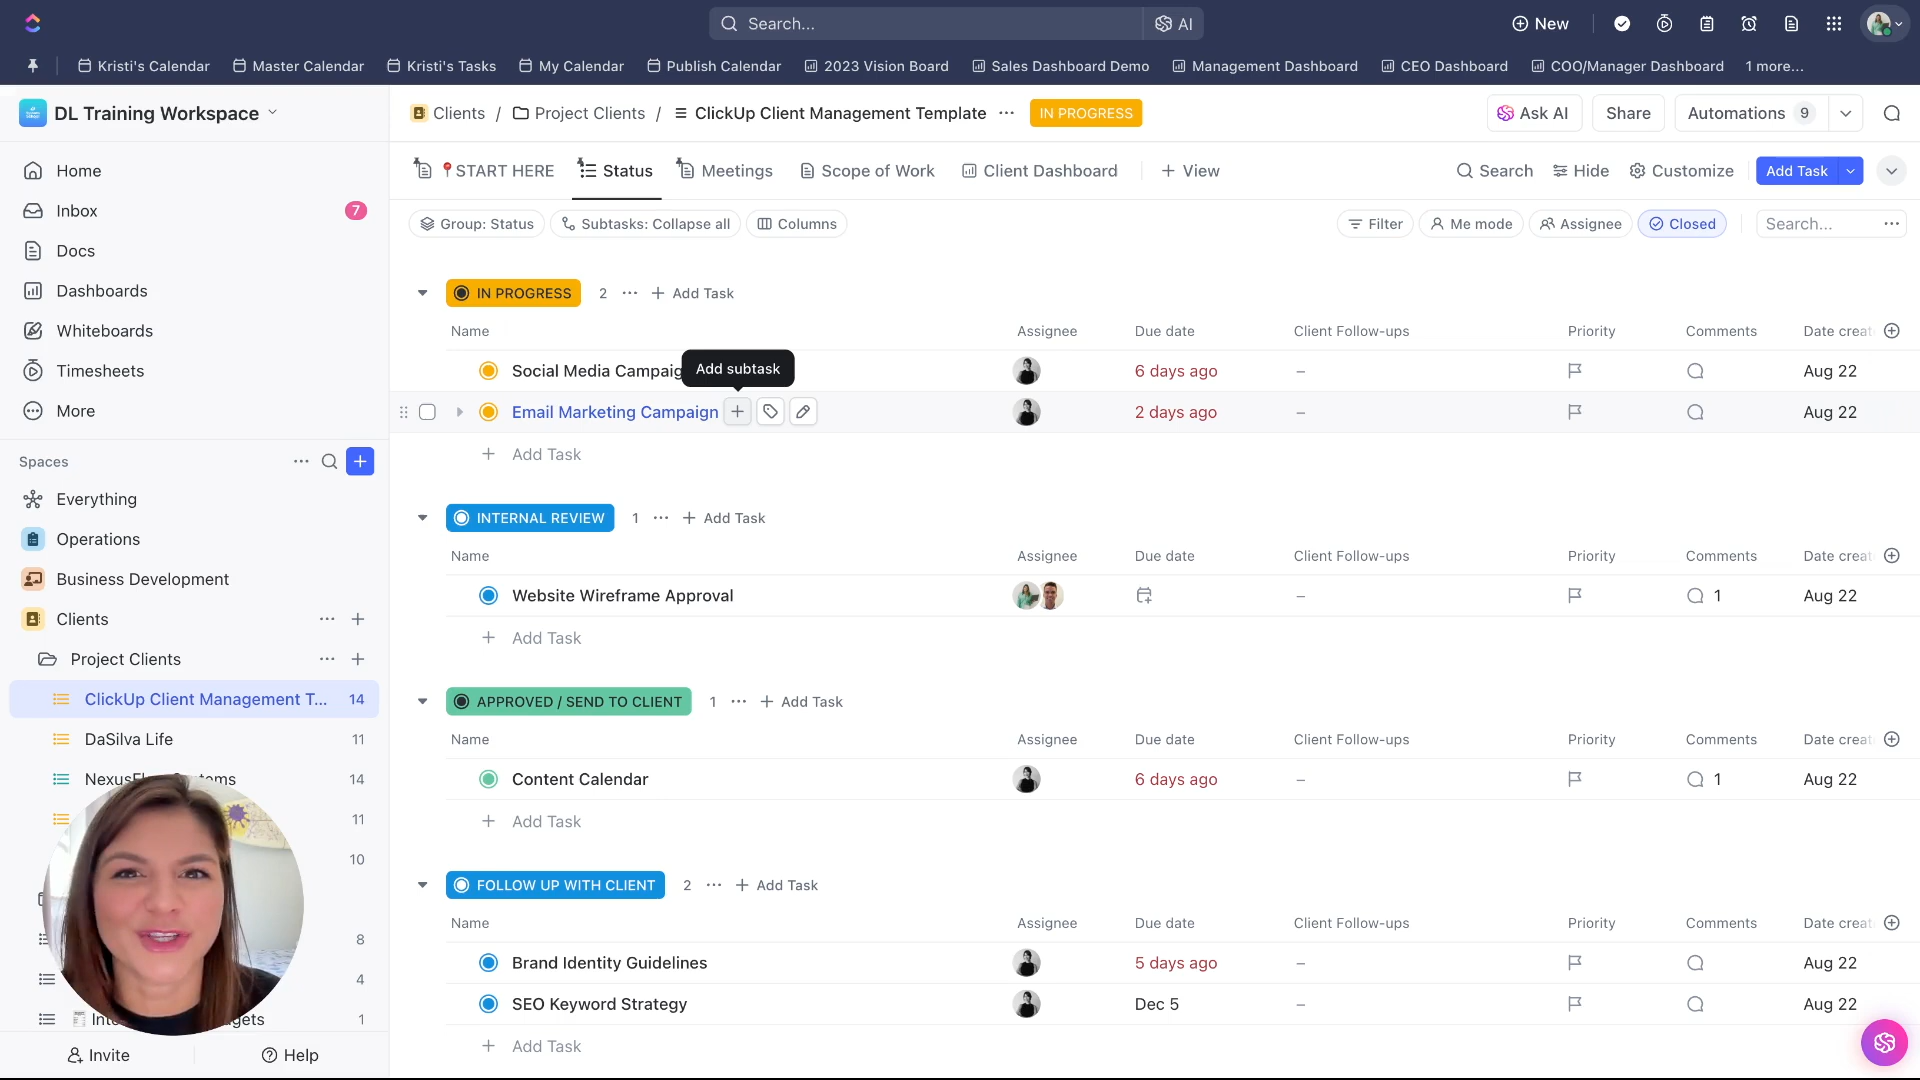 Search...
AI
New
Kristi's Calendar
Master Calendar
Kristi's Tasks
My Calendar
Publish Calendar
2023 Vision Board
Sales Dashboard Demo
Management Dashboard
CEO Dashboard
COO/Manager Dashboard
1 more...
DL Training Workspace
Clients / Project Clients / ClickUp Client Management Template ... IN PROGRESS
Ask AI
Share
Automations 9
Home
Inbox 7
Docs
Dashboards
Whiteboards
Timesheets
More
START HERE
Status
Meetings
Scope of Work
Client Dashboard
+ View
Search
Hide
Customize
Add Task
Group: Status
Subtasks: Collapse all
Columns
Filter
Me mode
Assignee
Closed
Search...
Spaces
Everything
Operations
Business Development
Clients
Project Clients
ClickUp Client Management T... 14
DaSilva Life 11
14
11
10
8
4
1
Invite
Help
IN PROGRESS 2 ... + Add Task
Name Assignee Due date Client Follow-ups Priority Comments Date creat
Social Media Campaig 6 days ago – Aug 22
Add subtask
Email Marketing Campaign 2 days ago – Aug 22
+ Add Task
INTERNAL REVIEW 1 ... + Add Task
Name Assignee Due date Client Follow-ups Priority Comments Date creat
Website Wireframe Approval – 1 Aug 22
+ Add Task
APPROVED / SEND TO CLIENT 1 ... + Add Task
Name Assignee Due date Client Follow-ups Priority Comments Date creat
Content Calendar 6 days ago – 1 Aug 22
+ Add Task
FOLLOW UP WITH CLIENT 2 ... + Add Task
Name Assignee Due date Client Follow-ups Priority Comments Date creat
Brand Identity Guidelines 5 days ago – Aug 22
SEO Keyword Strategy Dec 5 – Aug 22
+ Add Task